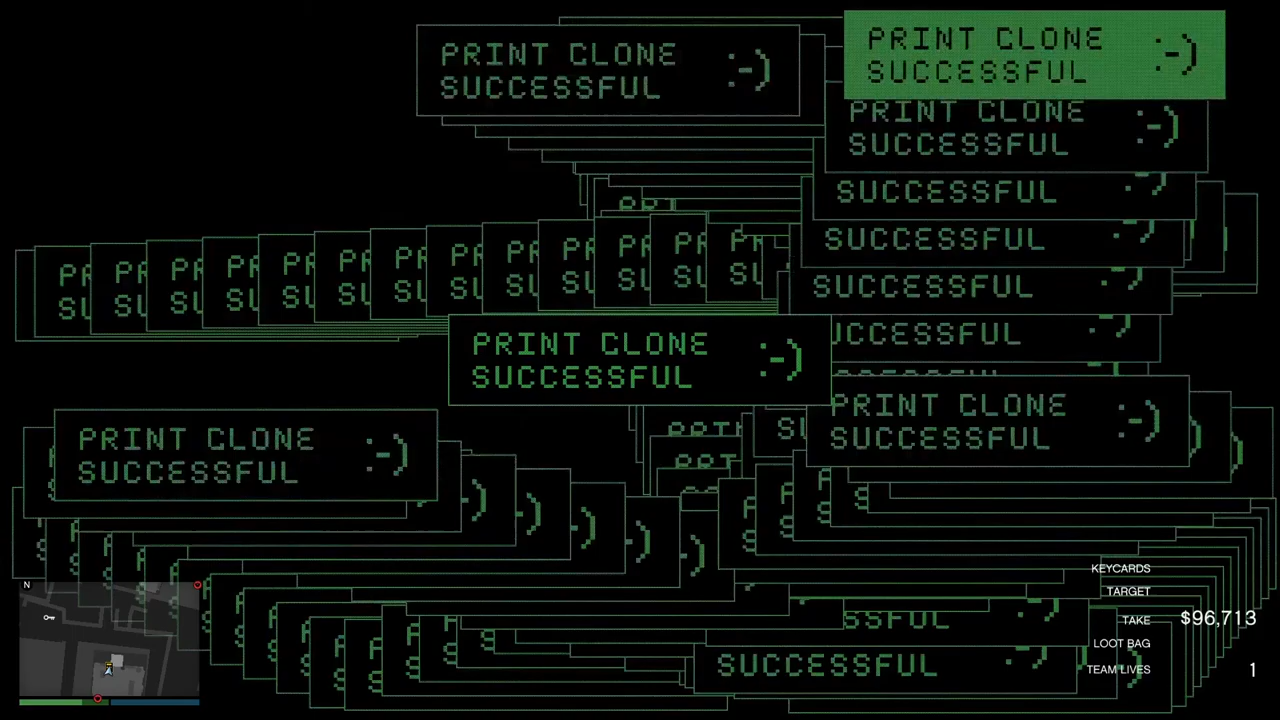 PRINT CLONE
SUCCESSFUL
:-)
PRINT CLONE
SUCCESSFUL
:-)
PRINT CLONE
SUCCESSFUL
:-)
SUCCESSFUL
SUCCESSFUL
SUCCESSFUL
PRINT CLONE
SUCCESSFUL
:-)
PRINT CLONE
SUCCESSFUL
:-)
PRINT CLONE
SUCCESSFUL
:-)
SUCCESSFUL
N
KEYCARDS
TARGET
TAKE $96,713
LOOT BAG
TEAM LIVES 1